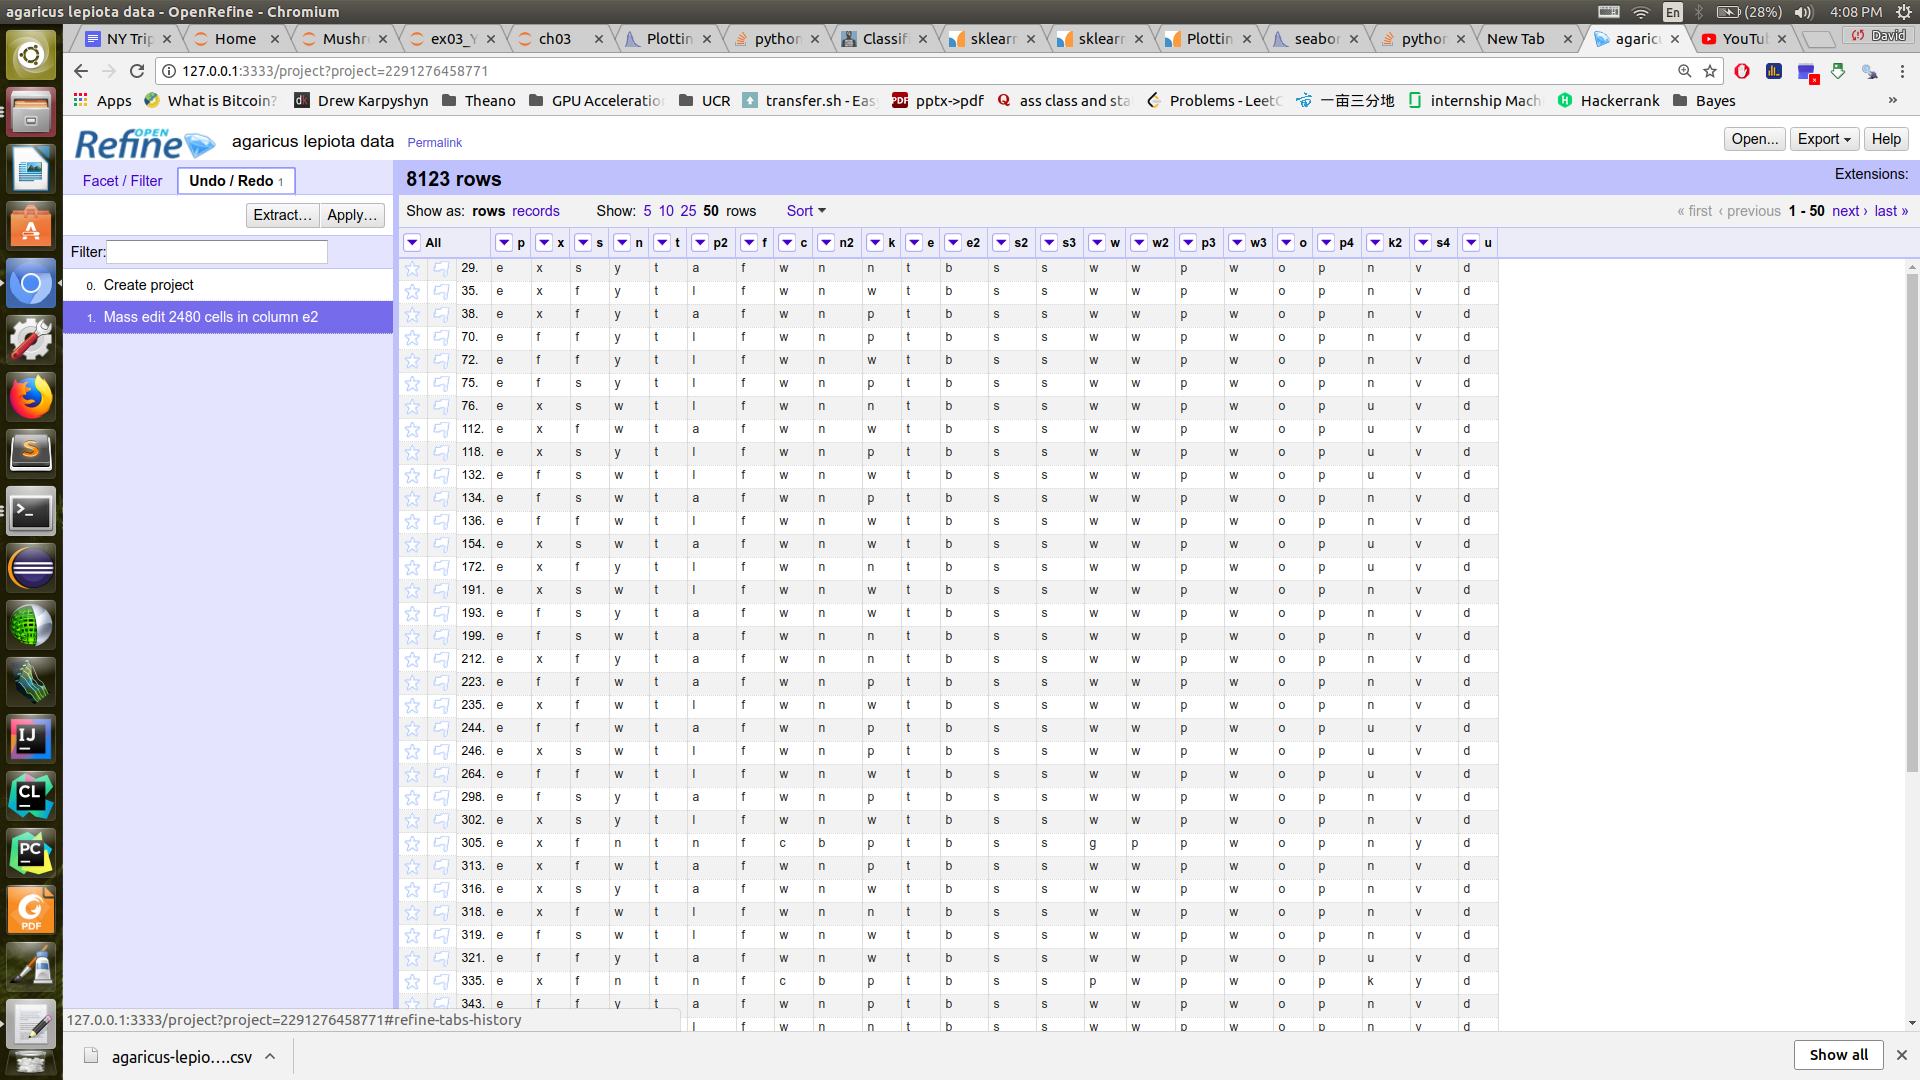 agaricus lepiota data - OpenRefine - Chromium
En (28%) 4:08 PM
NY Trip Home Mushr ex03_Y ch03 Plottin python Classif sklearn sklearn Plottin seabor python New Tab agaric YouTu David
127.0.0.1:3333/project?project=2291276458771
Apps What is Bitcoin? Drew Karpyshyn Theano GPU Acceleratio UCR transfer.sh - Eas pptx->pdf ass class and sta Problems - LeetC 一亩三分地 internship Mach Hackerrank Bayes »
OPEN
Refine agaricus lepiota data Permalink Open... Export Help
Facet / Filter Undo / Redo 1 8123 rows Extensions:
Extract... Apply... Show as: rows records Show: 5 10 25 50 rows Sort « first ‹ previous 1 - 50 next › last »
Filter:
0. Create project
1. Mass edit 2480 cells in column e2
All p x s n t p2 f c n2 k e e2 s2 s3 w w2 p3 w3 o p4 k2 s4 u
29. e x s y t a f w n n t b s s w w p w o p n v d
35. e x f y t l f w n w t b s s w w p w o p n v d
38. e x f y t a f w n p t b s s w w p w o p n v d
70. e f f y t l f w n p t b s s w w p w o p n v d
72. e f f y t l f w n w t b s s w w p w o p n v d
75. e f s y t l f w n p t b s s w w p w o p n v d
76. e x s w t l f w n n t b s s w w p w o p u v d
112. e x f w t a f w n w t b s s w w p w o p u v d
118. e x s y t l f w n p t b s s w w p w o p u v d
132. e f s w t l f w n w t b s s w w p w o p u v d
134. e f s w t a f w n p t b s s w w p w o p n v d
136. e f f w t l f w n w t b s s w w p w o p n v d
154. e x s w t a f w n w t b s s w w p w o p u v d
172. e x f y t l f w n n t b s s w w p w o p u v d
191. e x s w t l f w n w t b s s w w p w o p n v d
193. e f s y t a f w n w t b s s w w p w o p n v d
199. e f s w t a f w n n t b s s w w p w o p n v d
212. e x f y t a f w n n t b s s w w p w o p n v d
223. e f f w t a f w n p t b s s w w p w o p n v d
235. e x f w t l f w n w t b s s w w p w o p n v d
244. e f f w t a f w n p t b s s w w p w o p u v d
246. e x s w t l f w n p t b s s w w p w o p u v d
264. e f f w t l f w n w t b s s w w p w o p u v d
298. e f s y t a f w n p t b s s w w p w o p n v d
302. e x s y t l f w n w t b s s w w p w o p n v d
305. e x f n t n f c b p t b s s g p p w o p n y d
313. e x f w t a f w n p t b s s w w p w o p n v d
316. e x s y t a f w n w t b s s w w p w o p n v d
318. e x f w t l f w n n t b s s w w p w o p n v d
319. e f s w t l f w n w t b s s w w p w o p n v d
321. e f f y t a f w n w t b s s w w p w o p u v d
335. e x f n t n f c b p t b s s p w p w o p k y d
343. e f f y t a f w n p t b s s w w p w o p n v d
l f w n n t b s s w w p w o p n v d
127.0.0.1:3333/project?project=2291276458771#refine-tabs-history
agaricus-lepio....csv Show all